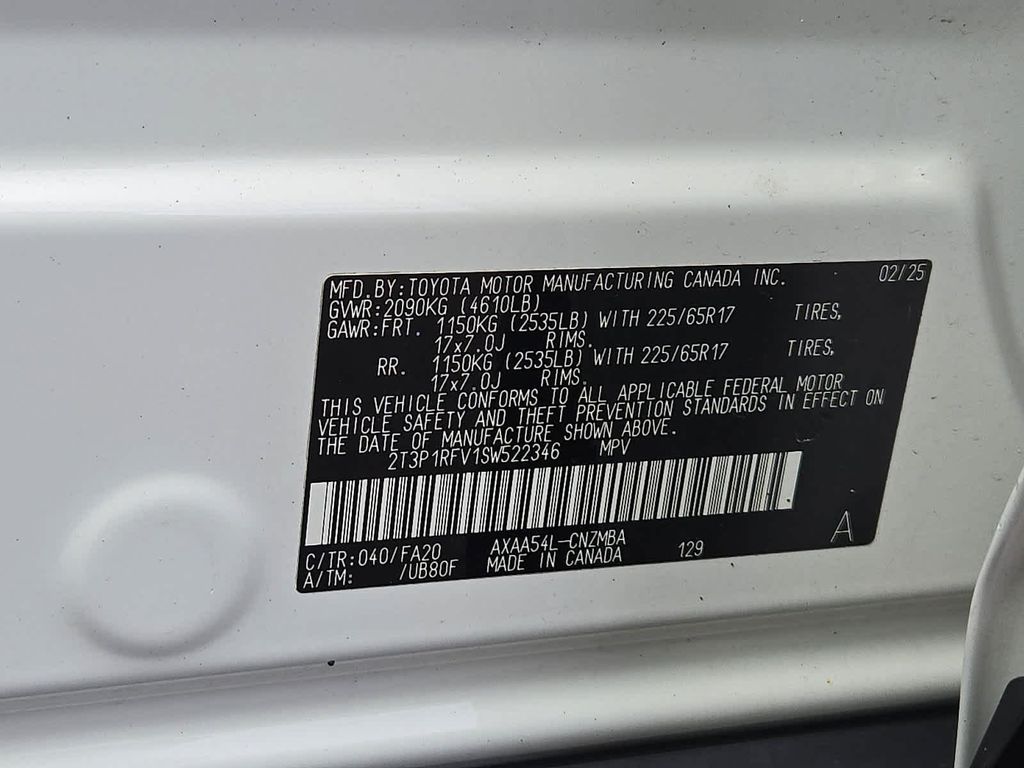 MFD.BY:TOYOTA MOTOR MANUFACTURING CANADA INC. 02/25
GVWR:2090KG (4610LB)
GAWR:FRT. 1150KG (2535LB) WITH 225/65R17 TIRES,
17x7.0J RIMS.
RR. 1150KG (2535LB) WITH 225/65R17 TIRES,
17x7.0J RIMS.
THIS VEHICLE CONFORMS TO ALL APPLICABLE FEDERAL MOTOR
VEHICLE SAFETY AND THEFT PREVENTION STANDARDS IN EFFECT ON
THE DATE OF MANUFACTURE SHOWN ABOVE.
2T3P1RFV1SW522346 MPV
C/TR:040/FA20 AXAA54L-CNZMBA 129 A
A/TM: /UB80F MADE IN CANADA